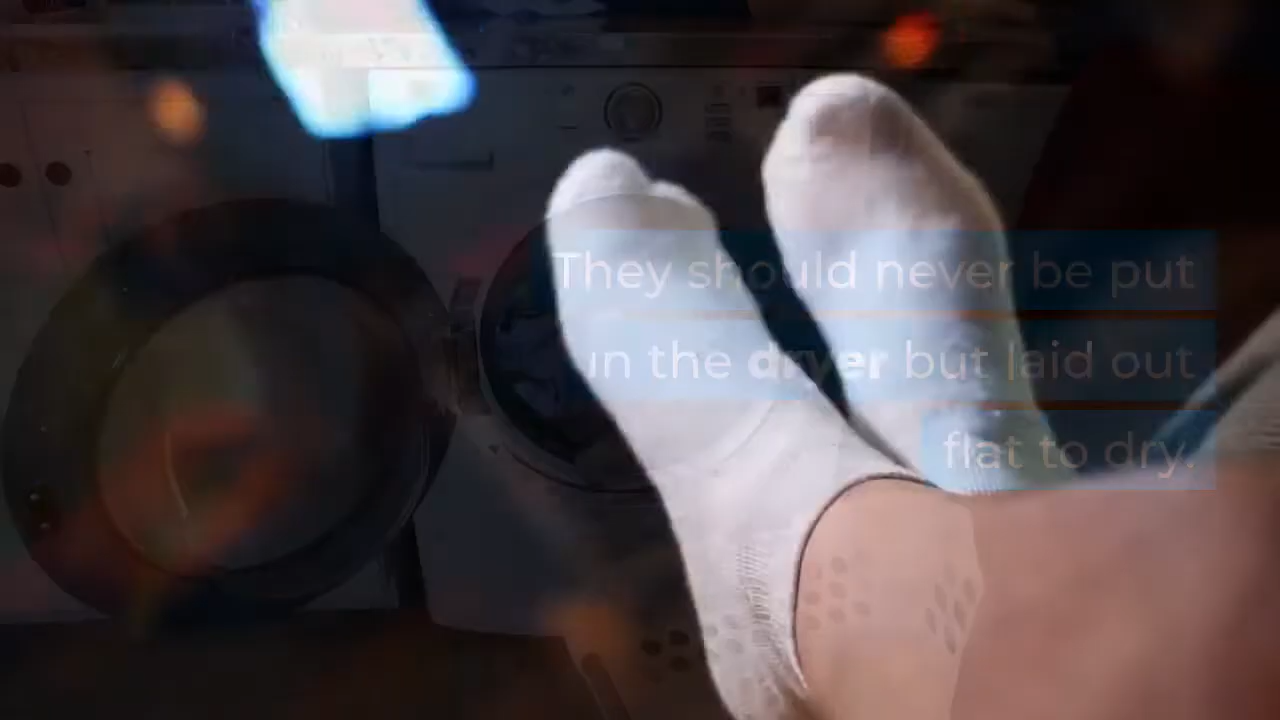 They should never be put
in the dryer but laid out
flat to dry.